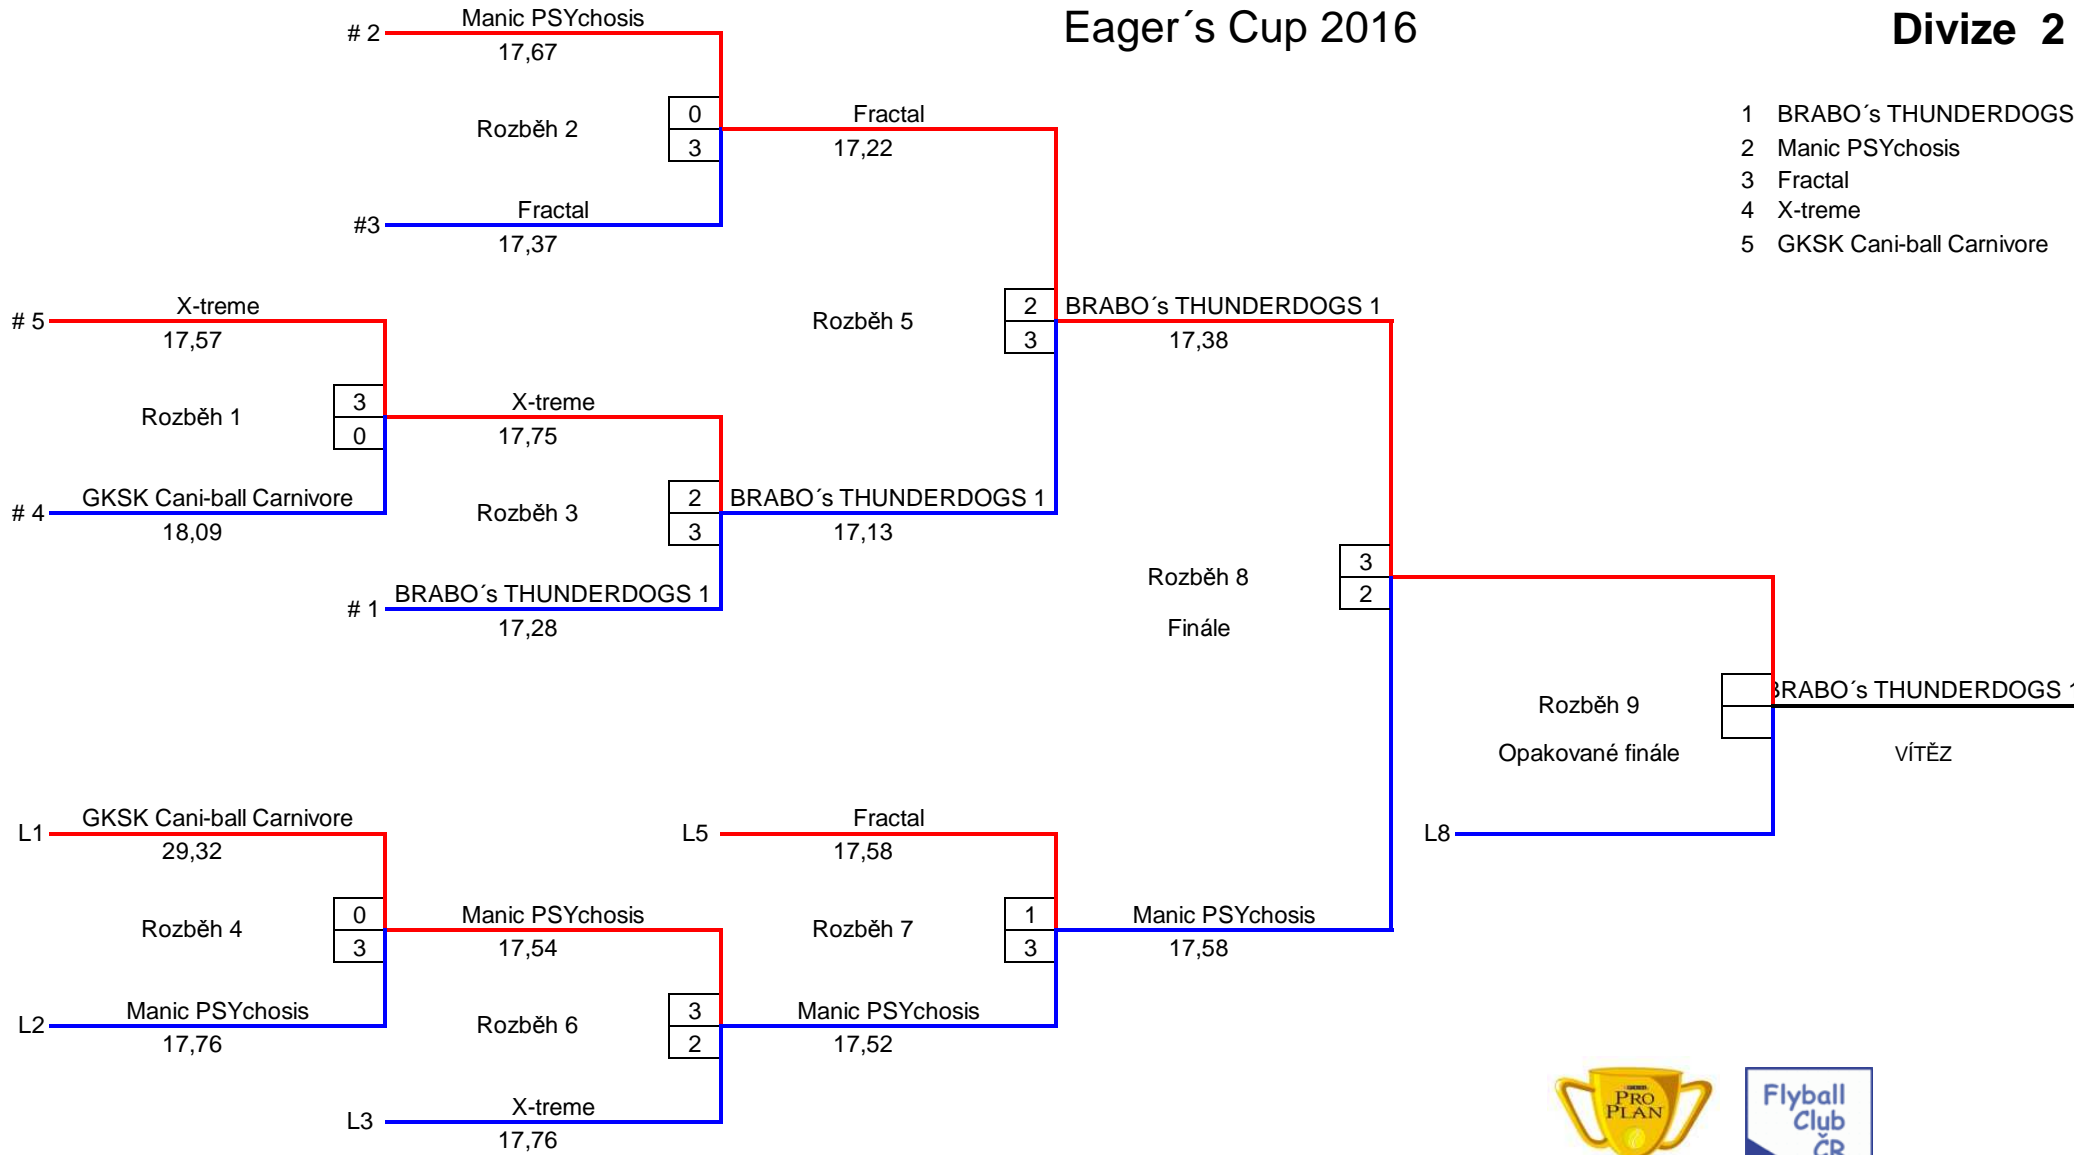 Eager´s Cup 2016
Divize 2
# 2
Manic PSYchosis
17,67
Rozběh 2
0
3
#3
Fractal
17,37
Fractal
17,22
1 BRABO´s THUNDERDOGS
2 Manic PSYchosis
3 Fractal
4 X-treme
5 GKSK Cani-ball Carnivore
# 5
X-treme
17,57
Rozběh 1
3
0
# 4
GKSK Cani-ball Carnivore
18,09
X-treme
17,75
Rozběh 3
2
3
# 1
BRABO´s THUNDERDOGS 1
17,28
BRABO´s THUNDERDOGS 1
17,13
Rozběh 5
2
3
BRABO´s THUNDERDOGS 1
17,38
Rozběh 8
3
2
Finále
Rozběh 9
Opakované finále
BRABO´s THUNDERDOGS 1
VÍTĚZ
L8
L1
GKSK Cani-ball Carnivore
29,32
Rozběh 4
0
3
L2
Manic PSYchosis
17,76
Manic PSYchosis
17,54
Rozběh 6
3
2
L3
X-treme
17,76
L5
Fractal
17,58
Rozběh 7
1
3
Manic PSYchosis
17,52
Manic PSYchosis
17,58
PRO
PLAN
Flyball
Club
ČR